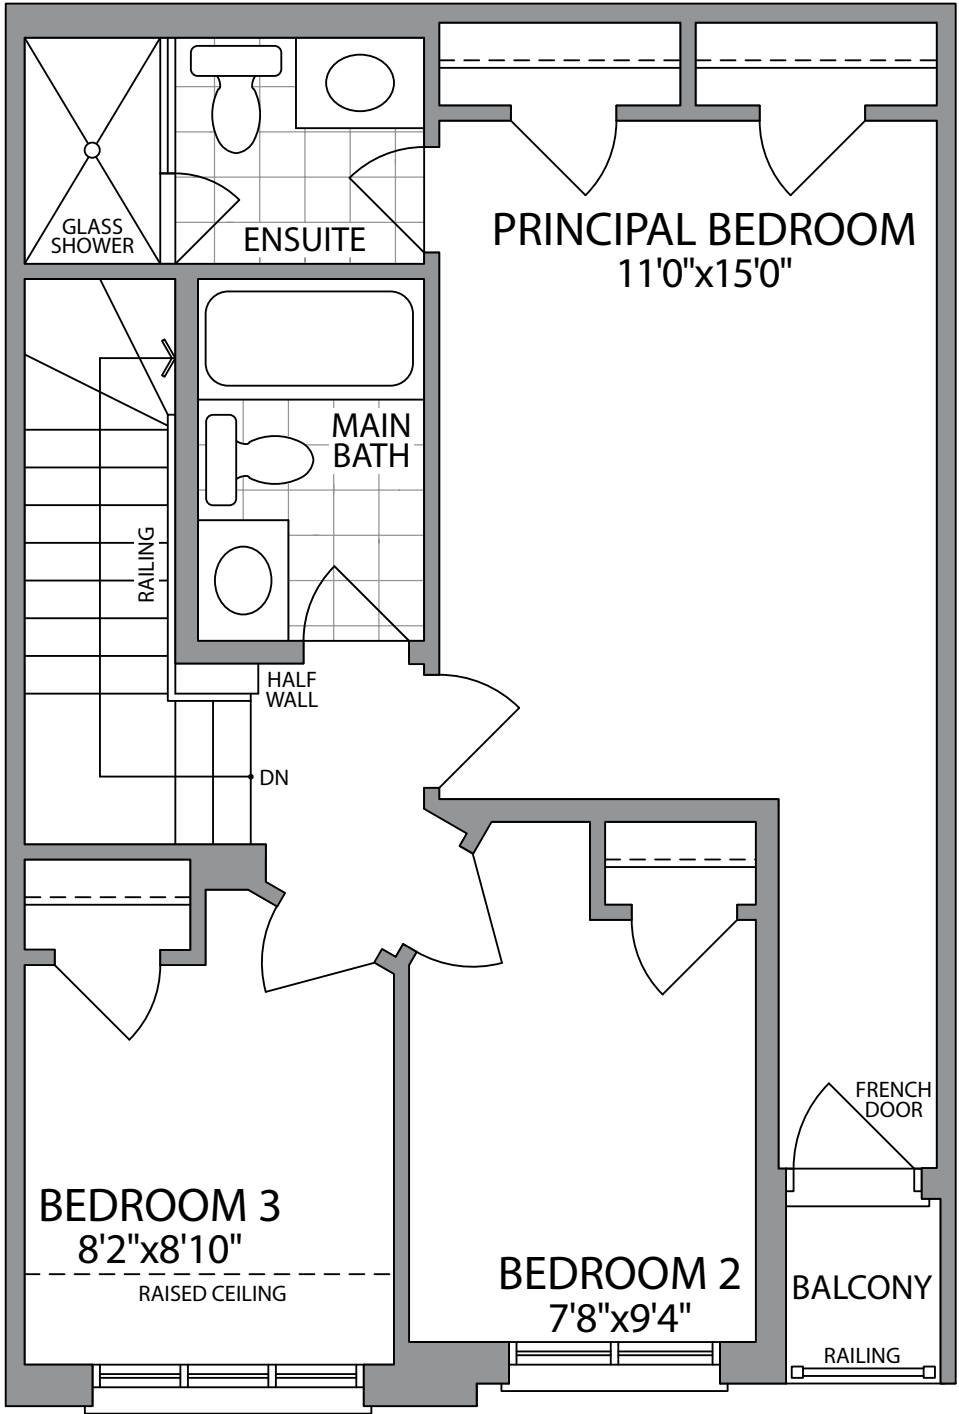 GLASS
SHOWER
ENSUITE
PRINCIPAL BEDROOM
11'0"x15'0"
MAIN
BATH
RAILING
HALF
WALL
DN
FRENCH
DOOR
BEDROOM 3
8'2"x8'10"
RAISED CEILING
BEDROOM 2
7'8"x9'4"
BALCONY
RAILING